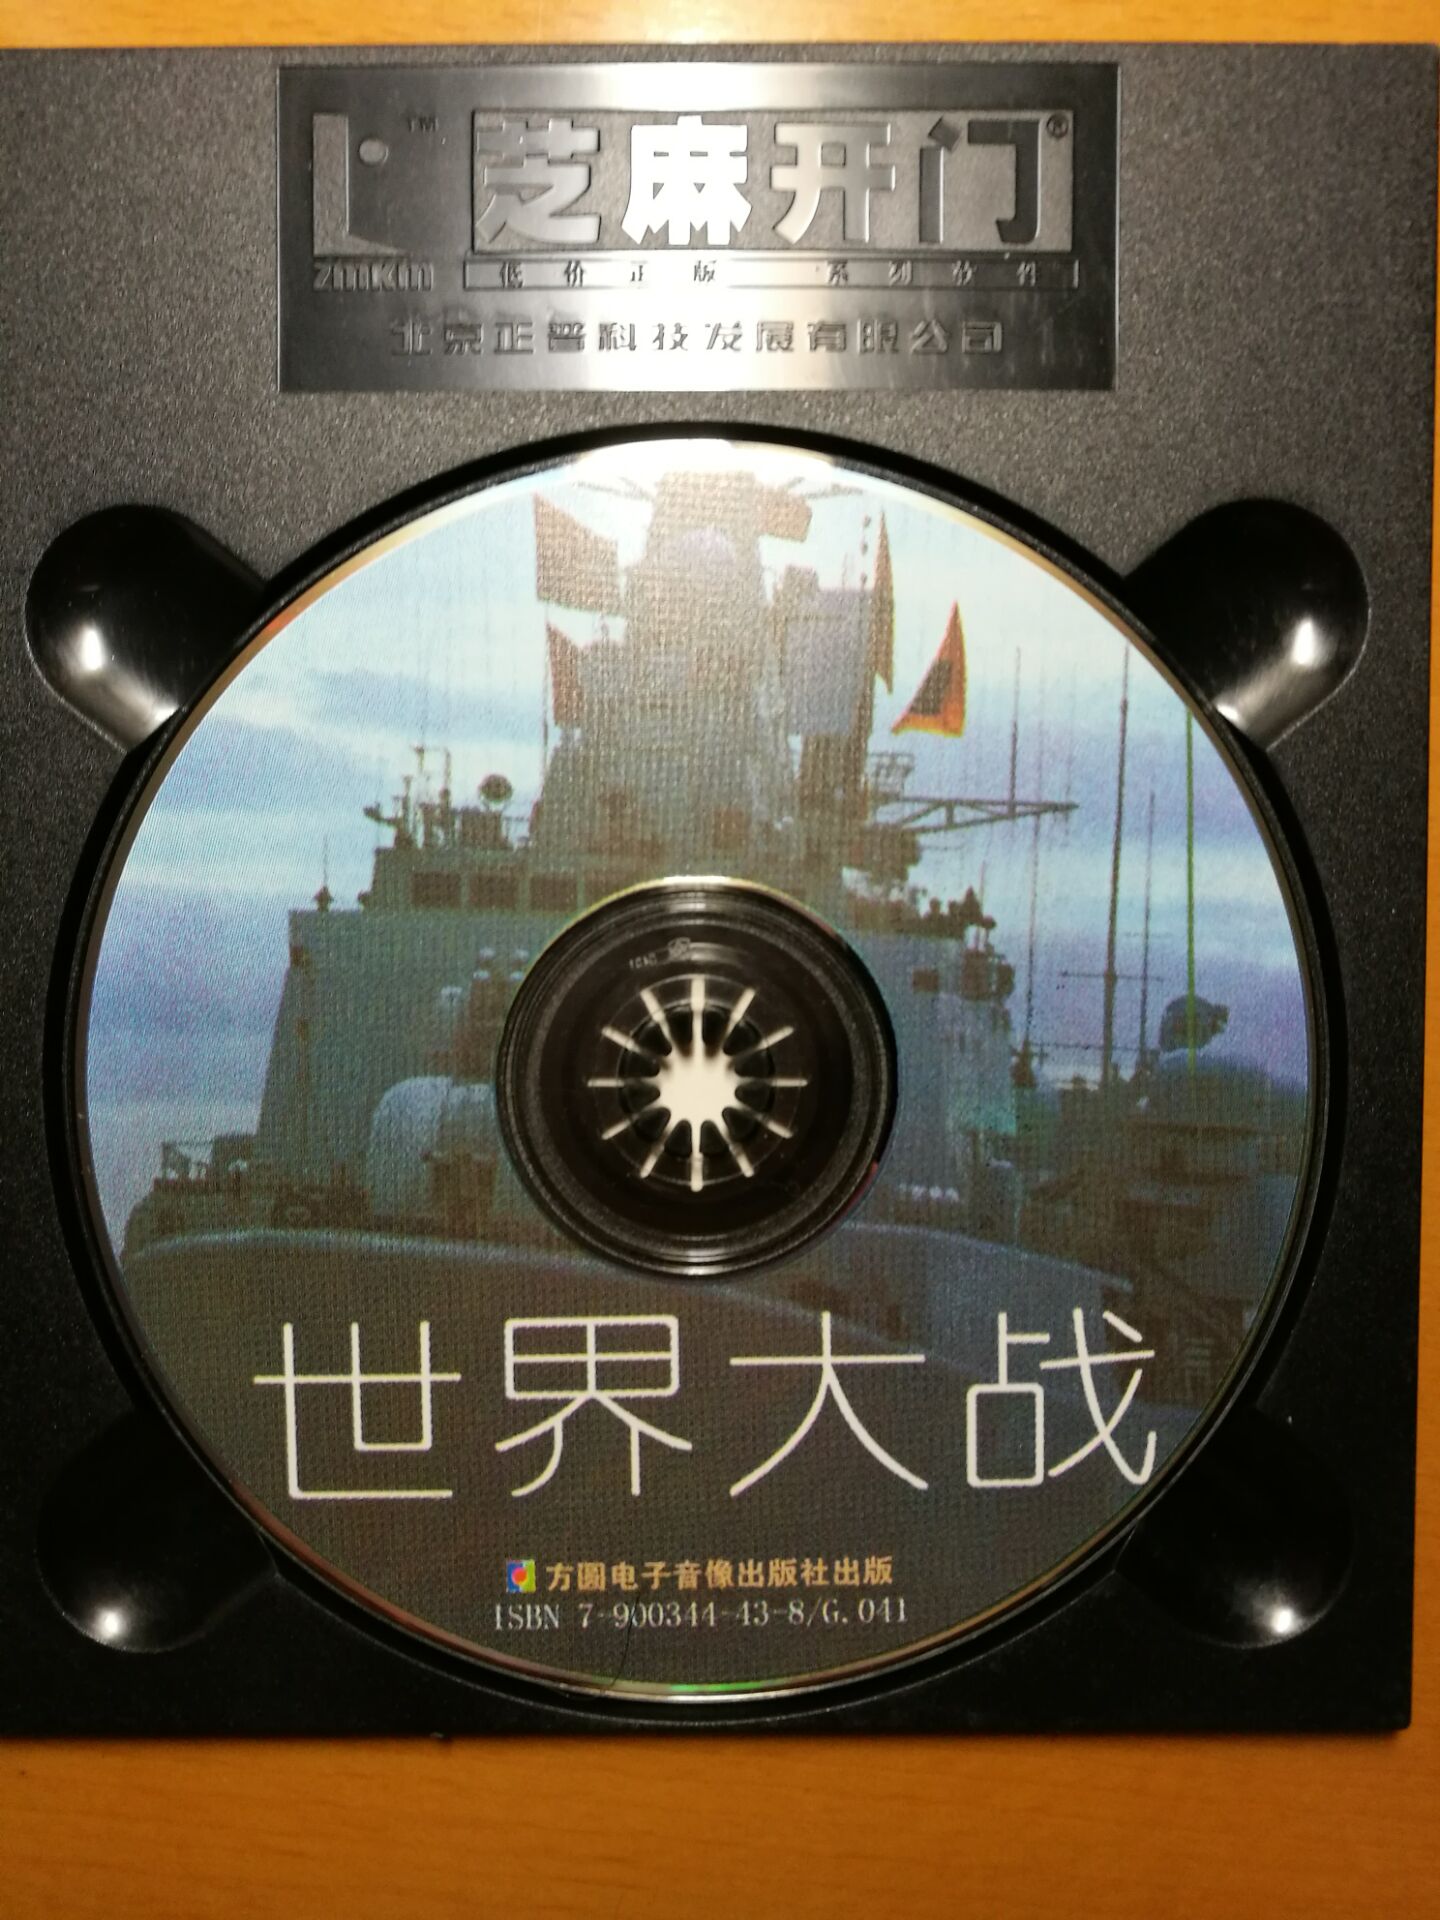 ™ 芝麻开门®
zmkm 低价正版 系列软件
北京正普科技发展有限公司
世界大战
方圆电子音像出版社出版
ISBN 7-900344-43-8/G.041